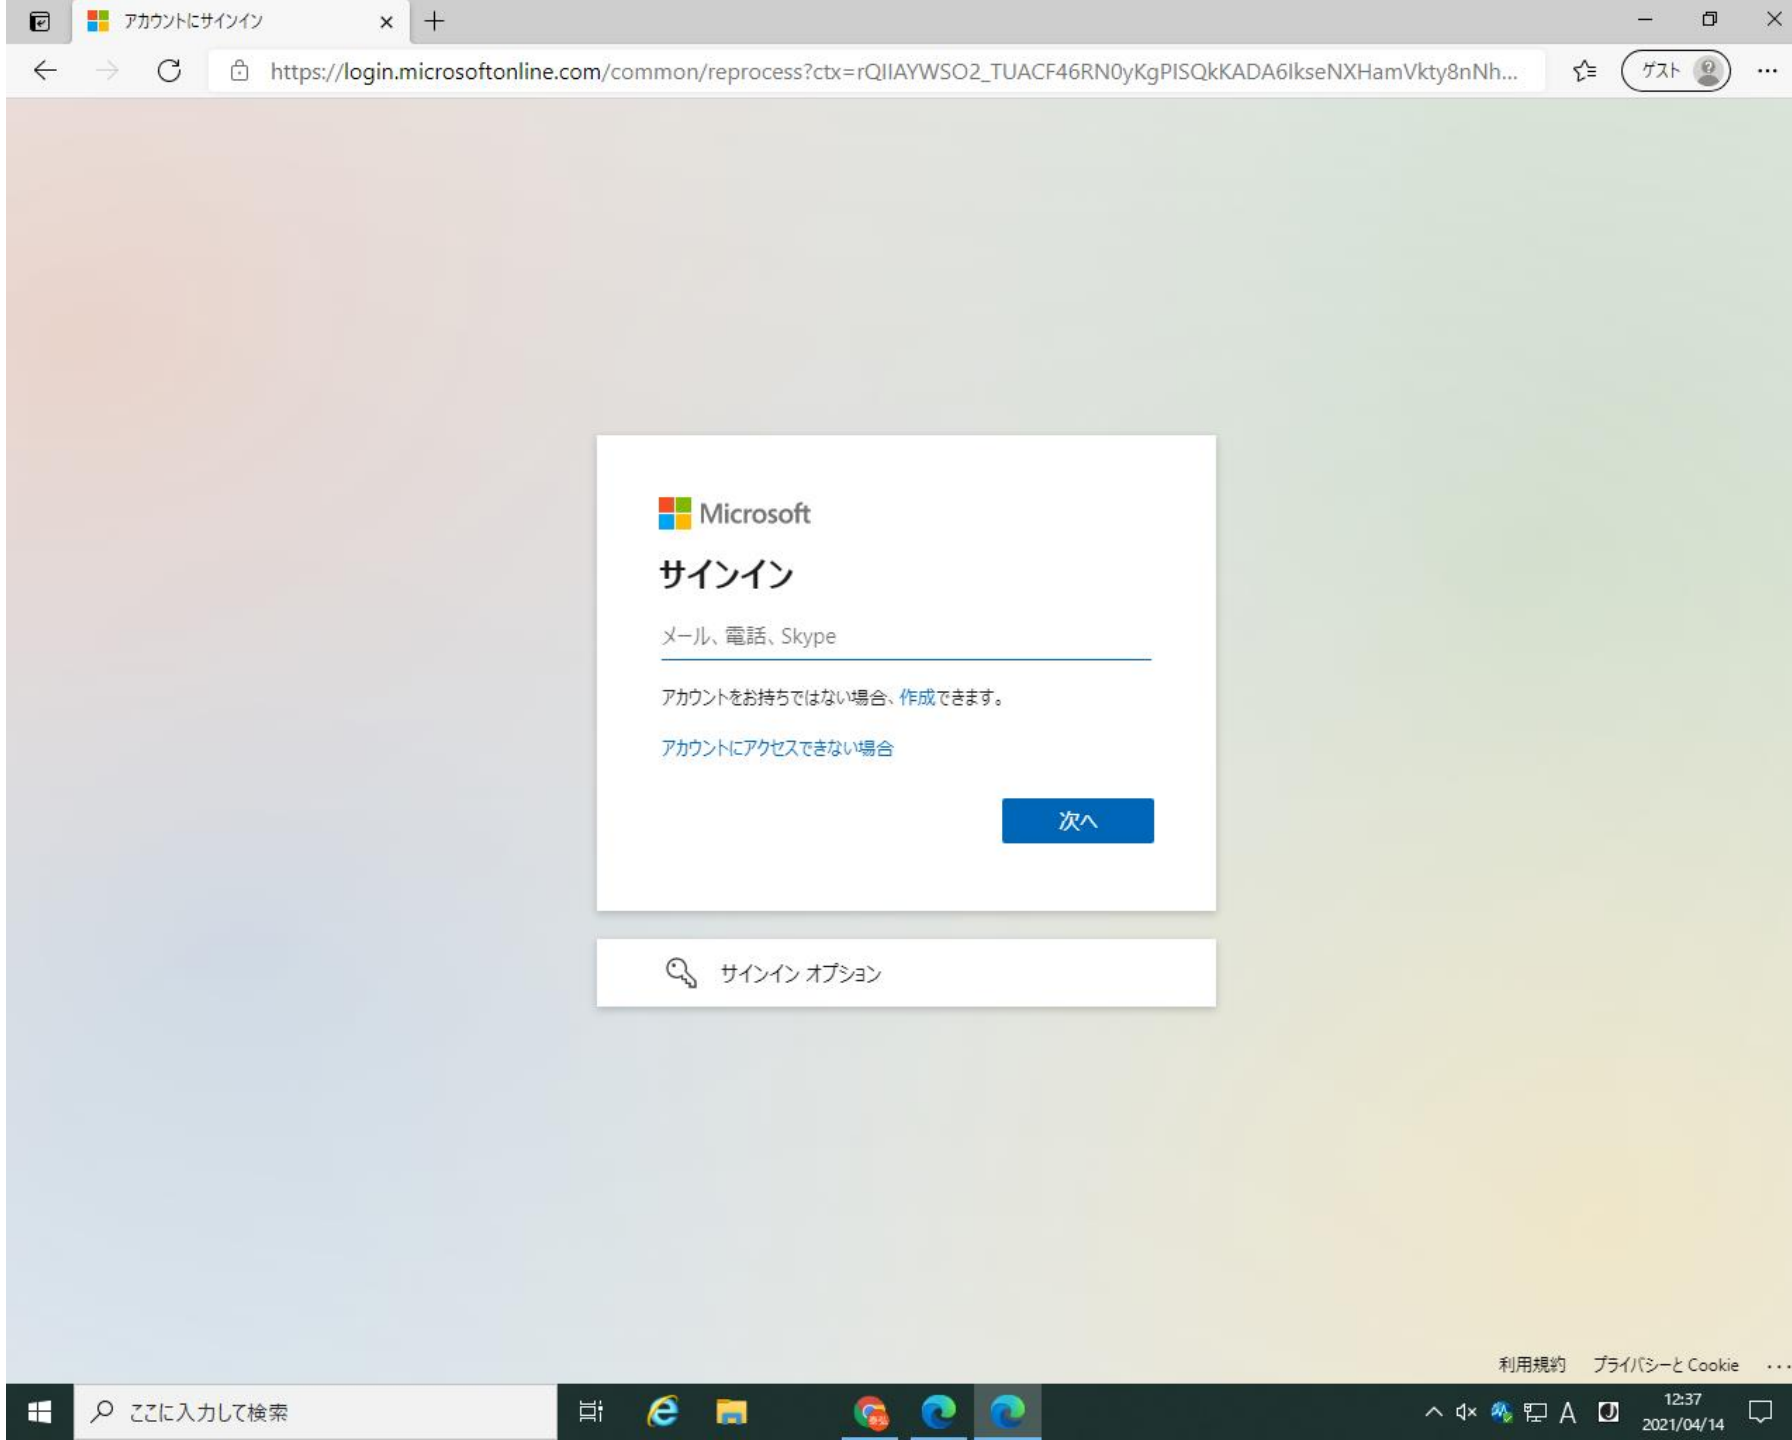 アカウントにサインイン
https://login.microsoftonline.com/common/reprocess?ctx=rQIIAYWSO2_TUACF46RN0yKgPISQkKADA6IkseNXHamVkty8nNNh...
ゲスト
Microsoft
サインイン
メール、電話、Skype
アカウントをお持ちではない場合、作成できます。
アカウントにアクセスできない場合
次へ
サインイン オプション
利用規約 プライバシーと Cookie ...
ここに入力して検索
A
12:37
2021/04/14